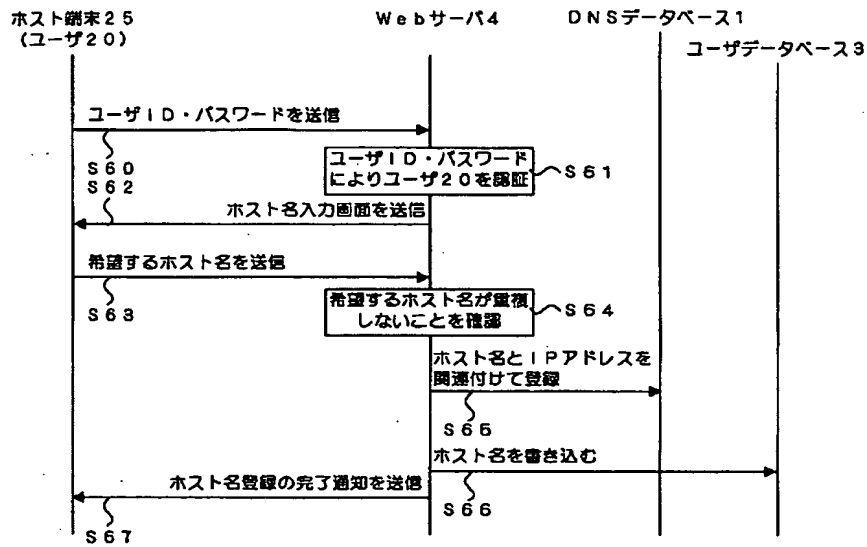 ホスト端末25
(ユーザ20)
Webサーバ4
DNSデータベース1
ユーザデータベース3
ユーザID・パスワードを送信
S60
ユーザID・パスワード
によりユーザ20を認証
S61
S62
ホスト名入力画面を送信
希望するホスト名を送信
S63
希望するホスト名が重複
しないことを確認
S64
ホスト名とIPアドレスを
関連付けて登録
S65
ホスト名を書き込む
S66
ホスト名登録の完了通知を送信
S67